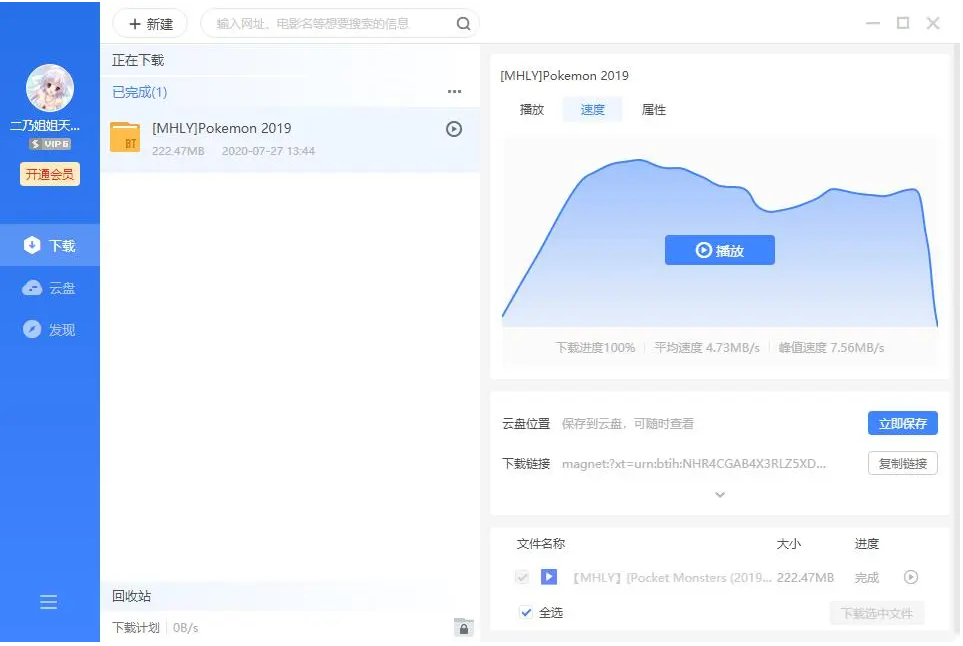 二乃姐姐天...
$ VIP6
开通会员
下载
云盘
发现
新建
输入网址、电影名等想要搜索的信息
正在下载
已完成(1)
BT
[MHLY]Pokemon 2019
222.47MB 2020-07-27 13:44
回收站
下载计划 0B/s
[MHLY]Pokemon 2019
播放 速度 属性
播放
下载进度100% 平均速度 4.73MB/s 峰值速度 7.56MB/s
云盘位置 保存到云盘，可随时查看 立即保存
下载链接 magnet:?xt=urn:btih:NHR4CGAB4X3RLZ5XD... 复制链接
文件名称 大小 进度
【MHLY】[Pocket Monsters (2019... 222.47MB 完成
全选 下载选中文件